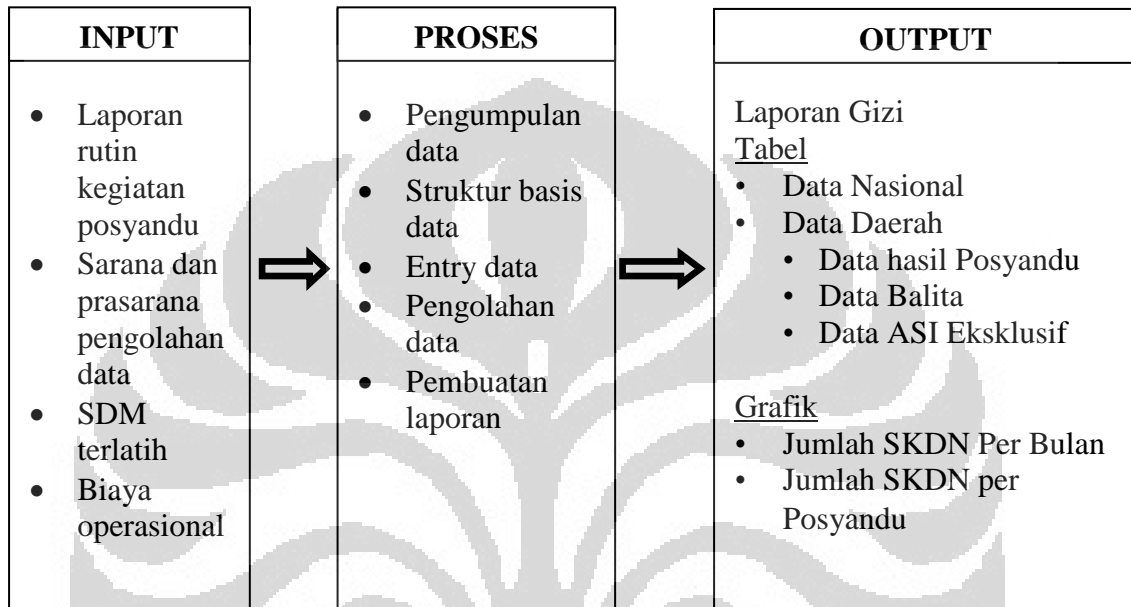 INPUT
• Laporan
rutin
kegiatan
posyandu
• Sarana dan
prasarana
pengolahan
data
• SDM
terlatih
• Biaya
operasional
PROSES
• Pengumpulan
data
• Struktur basis
data
• Entry data
• Pengolahan
data
• Pembuatan
laporan
OUTPUT
Laporan Gizi
Tabel
• Data Nasional
• Data Daerah
• Data hasil Posyandu
• Data Balita
• Data ASI Eksklusif
Grafik
• Jumlah SKDN Per Bulan
• Jumlah SKDN per
Posyandu